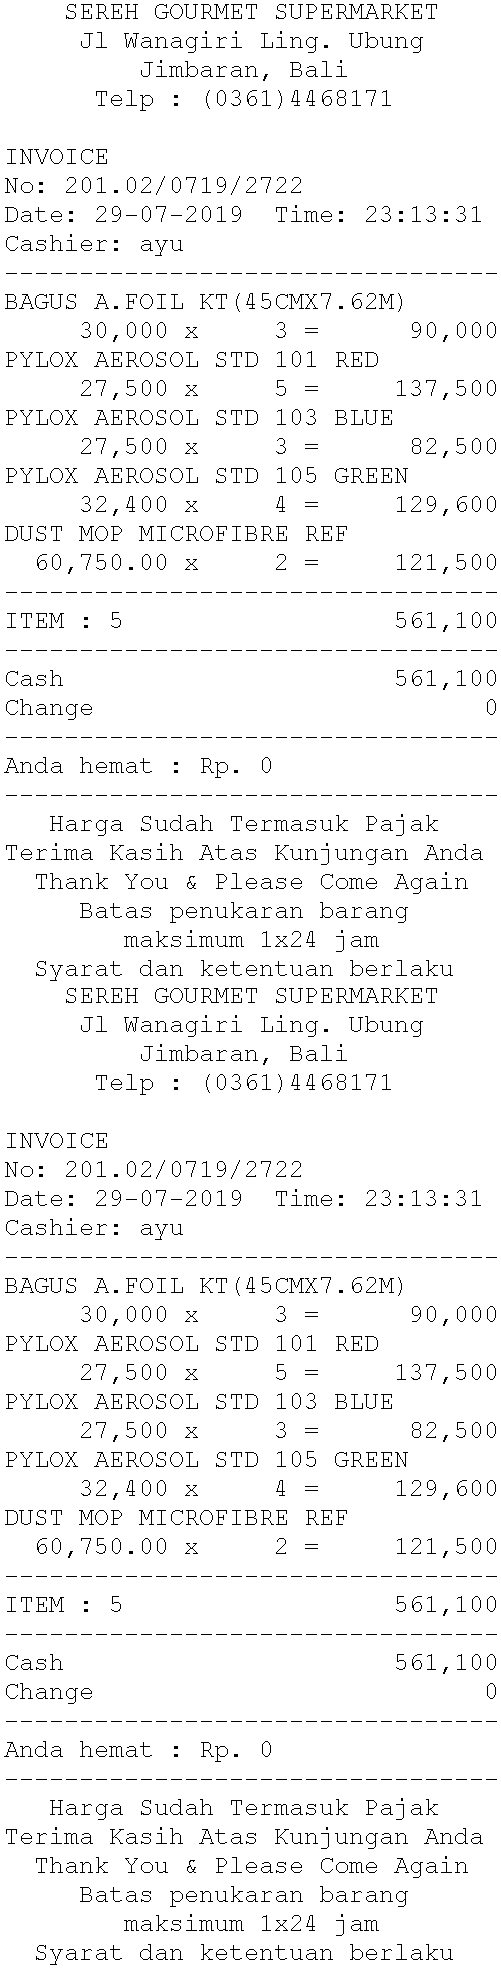 SEREH GOURMET SUPERMARKET
Jl Wanagiri Ling. Ubung
Jimbaran, Bali
Telp : (0361)4468171
INVOICE
No: 201.02/0719/2722
Date: 29-07-2019  Time: 23:13:31
Cashier: ayu
---------------------------------
BAGUS A.FOIL KT(45CMX7.62M)
30,000 x     3 =      90,000
PYLOX AEROSOL STD 101 RED
27,500 x     5 =     137,500
PYLOX AEROSOL STD 103 BLUE
27,500 x     3 =      82,500
PYLOX AEROSOL STD 105 GREEN
32,400 x     4 =     129,600
DUST MOP MICROFIBRE REF
60,750.00 x     2 =     121,500
---------------------------------
ITEM : 5                  561,100
---------------------------------
Cash                      561,100
Change                          0
---------------------------------
Anda hemat : Rp. 0
---------------------------------
Harga Sudah Termasuk Pajak
Terima Kasih Atas Kunjungan Anda
Thank You & Please Come Again
Batas penukaran barang
maksimum 1x24 jam
Syarat dan ketentuan berlaku
SEREH GOURMET SUPERMARKET
Jl Wanagiri Ling. Ubung
Jimbaran, Bali
Telp : (0361)4468171
INVOICE
No: 201.02/0719/2722
Date: 29-07-2019  Time: 23:13:31
Cashier: ayu
---------------------------------
BAGUS A.FOIL KT(45CMX7.62M)
30,000 x     3 =      90,000
PYLOX AEROSOL STD 101 RED
27,500 x     5 =     137,500
PYLOX AEROSOL STD 103 BLUE
27,500 x     3 =      82,500
PYLOX AEROSOL STD 105 GREEN
32,400 x     4 =     129,600
DUST MOP MICROFIBRE REF
60,750.00 x     2 =     121,500
---------------------------------
ITEM : 5                  561,100
---------------------------------
Cash                      561,100
Change                          0
---------------------------------
Anda hemat : Rp. 0
---------------------------------
Harga Sudah Termasuk Pajak
Terima Kasih Atas Kunjungan Anda
Thank You & Please Come Again
Batas penukaran barang
maksimum 1x24 jam
Syarat dan ketentuan berlaku